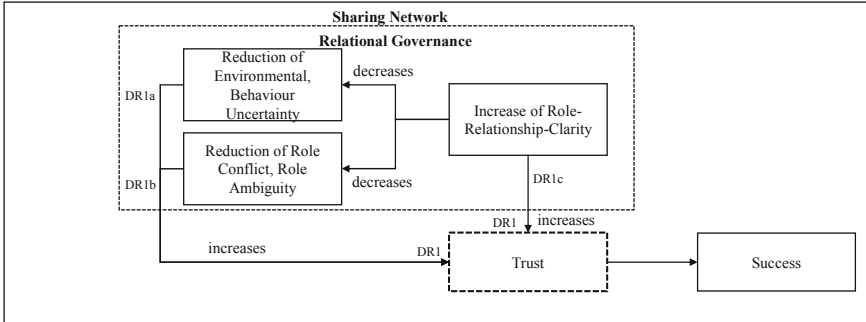 Sharing Network
Relational Governance
Reduction of
Environmental,
Behaviour
Uncertainty
decreases
DR1a
Increase of Role-
Relationship-Clarity
Reduction of Role
Conflict, Role
Ambiguity
DR1b
decreases
DR1c
DR1
increases
increases
DR1
Trust
Success